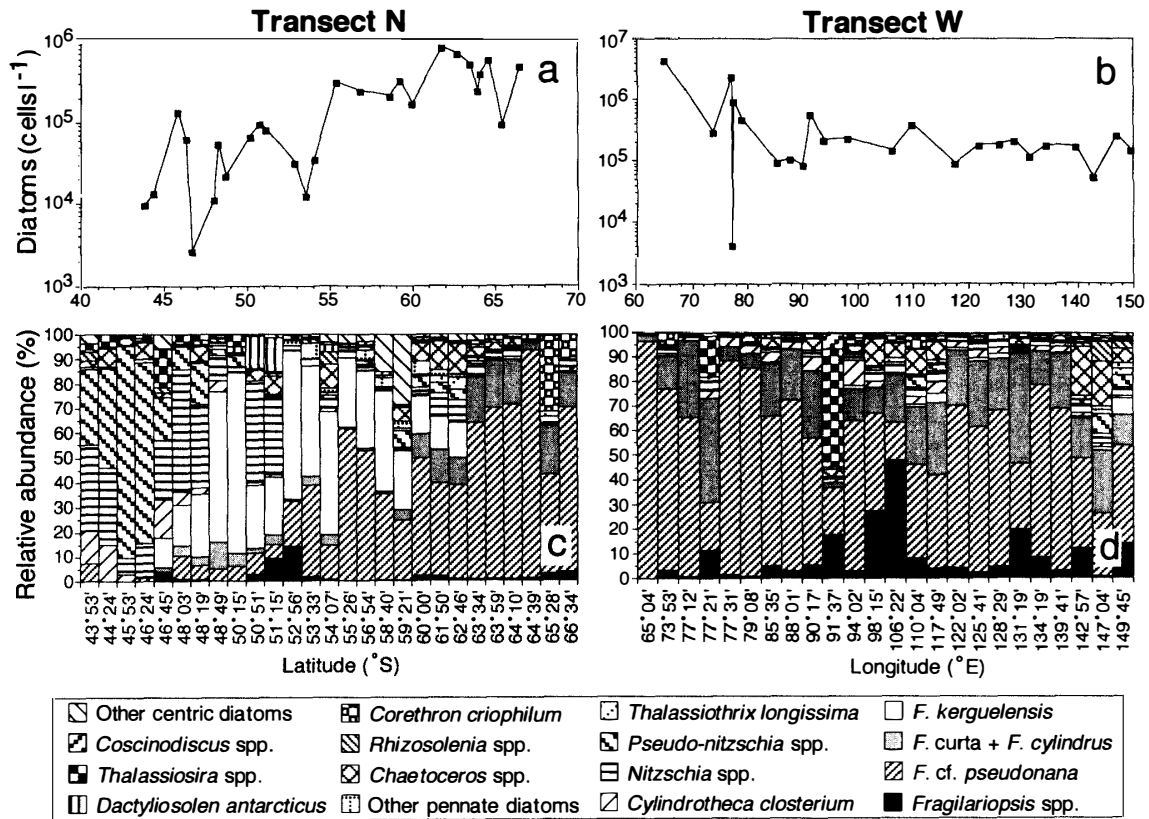 Transect N
Transect W
a
b
Diatoms (cells l⁻¹)
10⁶
10⁵
10⁴
10³
40 45 50 55 60 65 70
10⁷
10⁶
10⁵
10⁴
10³
60 70 80 90 100 110 120 130 140 150
Relative abundance (%)
100
90
80
70
60
50
40
30
20
10
0
c
100
90
80
70
60
50
40
30
20
10
0
d
43°53' 44°24' 45°53' 46°24' 46°45' 48°03' 48°19' 48°49' 50°15' 50°51' 51°15' 52°56' 53°33' 54°07' 55°26' 56°54' 58°40' 59°21' 60°00' 61°46' 62°46' 63°34' 63°59' 64°10' 64°39' 65°28' 66°34'
65°04' 73°53' 77°12' 77°21' 77°31' 79°08' 85°35' 88°01' 90°17' 91°37' 94°02' 98°15' 106°22' 110°04' 117°49' 122°02' 125°41' 128°29' 131°19' 134°19' 139°41' 142°57' 147°04' 149°45'
Latitude (°S)
Longitude (°E)
Other centric diatoms Corethron criophilum Thalassiothrix longissima F. kerguelensis
Coscinodiscus spp. Rhizosolenia spp. Pseudo-nitzschia spp. F. curta + F. cylindrus
Thalassiosira spp. Chaetoceros spp. Nitzschia spp. F. cf. pseudonana
Dactyliosolen antarcticus Other pennate diatoms Cylindrotheca closterium Fragilariopsis spp.